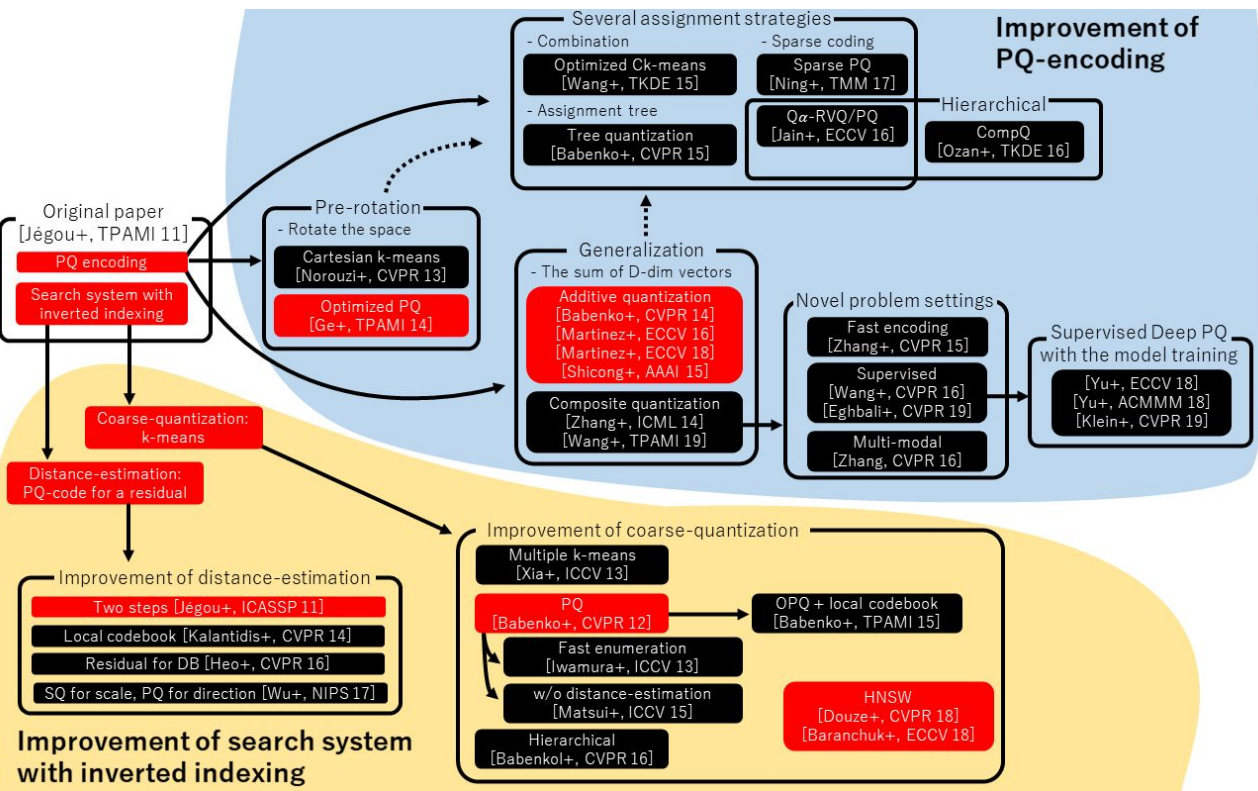 Improvement of
PQ-encoding
Several assignment strategies
- Combination
Optimized Ck-means
[Wang+, TKDE 15]
- Assignment tree
Tree quantization
[Babenko+, CVPR 15]
- Sparse coding
Sparse PQ
[Ning+, TMM 17]
Qα-RVQ/PQ
[Jain+, ECCV 16]
Hierarchical
CompQ
[Ozan+, TKDE 16]
Original paper
[Jégou+, TPAMI 11]
PQ encoding
Search system with
inverted indexing
Pre-rotation
- Rotate the space
Cartesian k-means
[Norouzi+, CVPR 13]
Optimized PQ
[Ge+, TPAMI 14]
Generalization
- The sum of D-dim vectors
Additive quantization
[Babenko+, CVPR 14]
[Martinez+, ECCV 16]
[Martinez+, ECCV 18]
[Shicong+, AAAI 15]
Composite quantization
[Zhang+, ICML 14]
[Wang+, TPAMI 19]
Novel problem settings
Fast encoding
[Zhang+, CVPR 15]
Supervised
[Wang+, CVPR 16]
[Eghbali+, CVPR 19]
Multi-modal
[Zhang, CVPR 16]
Supervised Deep PQ
with the model training
[Yu+, ECCV 18]
[Yu+, ACMMM 18]
[Klein+, CVPR 19]
Coarse-quantization:
k-means
Distance-estimation:
PQ-code for a residual
Improvement of distance-estimation
Two steps [Jégou+, ICASSP 11]
Local codebook [Kalantidis+, CVPR 14]
Residual for DB [Heo+, CVPR 16]
SQ for scale, PQ for direction [Wu+, NIPS 17]
Improvement of coarse-quantization
Multiple k-means
[Xia+, ICCV 13]
PQ
[Babenko+, CVPR 12]
OPQ + local codebook
[Babenko+, TPAMI 15]
Fast enumeration
[Iwamura+, ICCV 13]
w/o distance-estimation
[Matsui+, ICCV 15]
Hierarchical
[Babenkol+, CVPR 16]
HNSW
[Douze+, CVPR 18]
[Baranchuk+, ECCV 18]
Improvement of search system
with inverted indexing